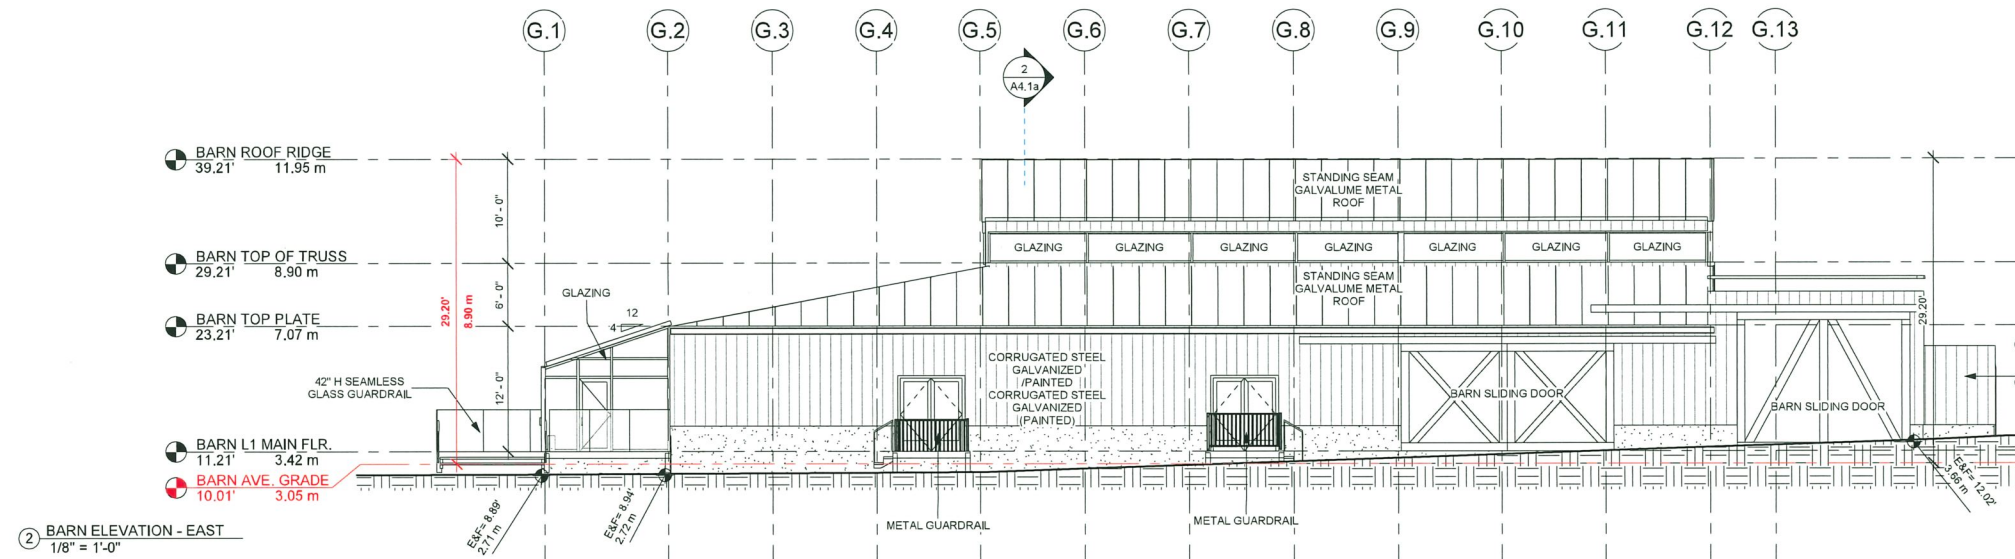 G.1 G.2 G.3 G.4 G.5 G.6 G.7 G.8 G.9 G.10 G.11 G.12 G.13
2
A4.1a
BARN ROOF RIDGE
39.21' 11.95 m
BARN TOP OF TRUSS
29.21' 8.90 m
BARN TOP PLATE
23.21' 7.07 m
BARN L1 MAIN FLR.
11.21' 3.42 m
BARN AVE. GRADE
10.01' 3.05 m
29.20'
8.90 m
10' - 0"
6' - 0"
12' - 0"
GLAZING
12
4
42" H SEAMLESS
GLASS GUARDRAIL
STANDING SEAM
GALVALUME METAL
ROOF
GLAZING GLAZING GLAZING GLAZING GLAZING GLAZING GLAZING
STANDING SEAM
GALVALUME METAL
ROOF
CORRUGATED STEEL
GALVANIZED
/PAINTED
CORRUGATED STEEL
GALVANIZED
(PAINTED)
BARN SLIDING DOOR
BARN SLIDING DOOR
29.20'
E&F= 8.89'
2.71 m
E&F= 8.94'
2.72 m
METAL GUARDRAIL
METAL GUARDRAIL
E&F= 12.02'
3.66 m
2 BARN ELEVATION - EAST
1/8" = 1'-0"